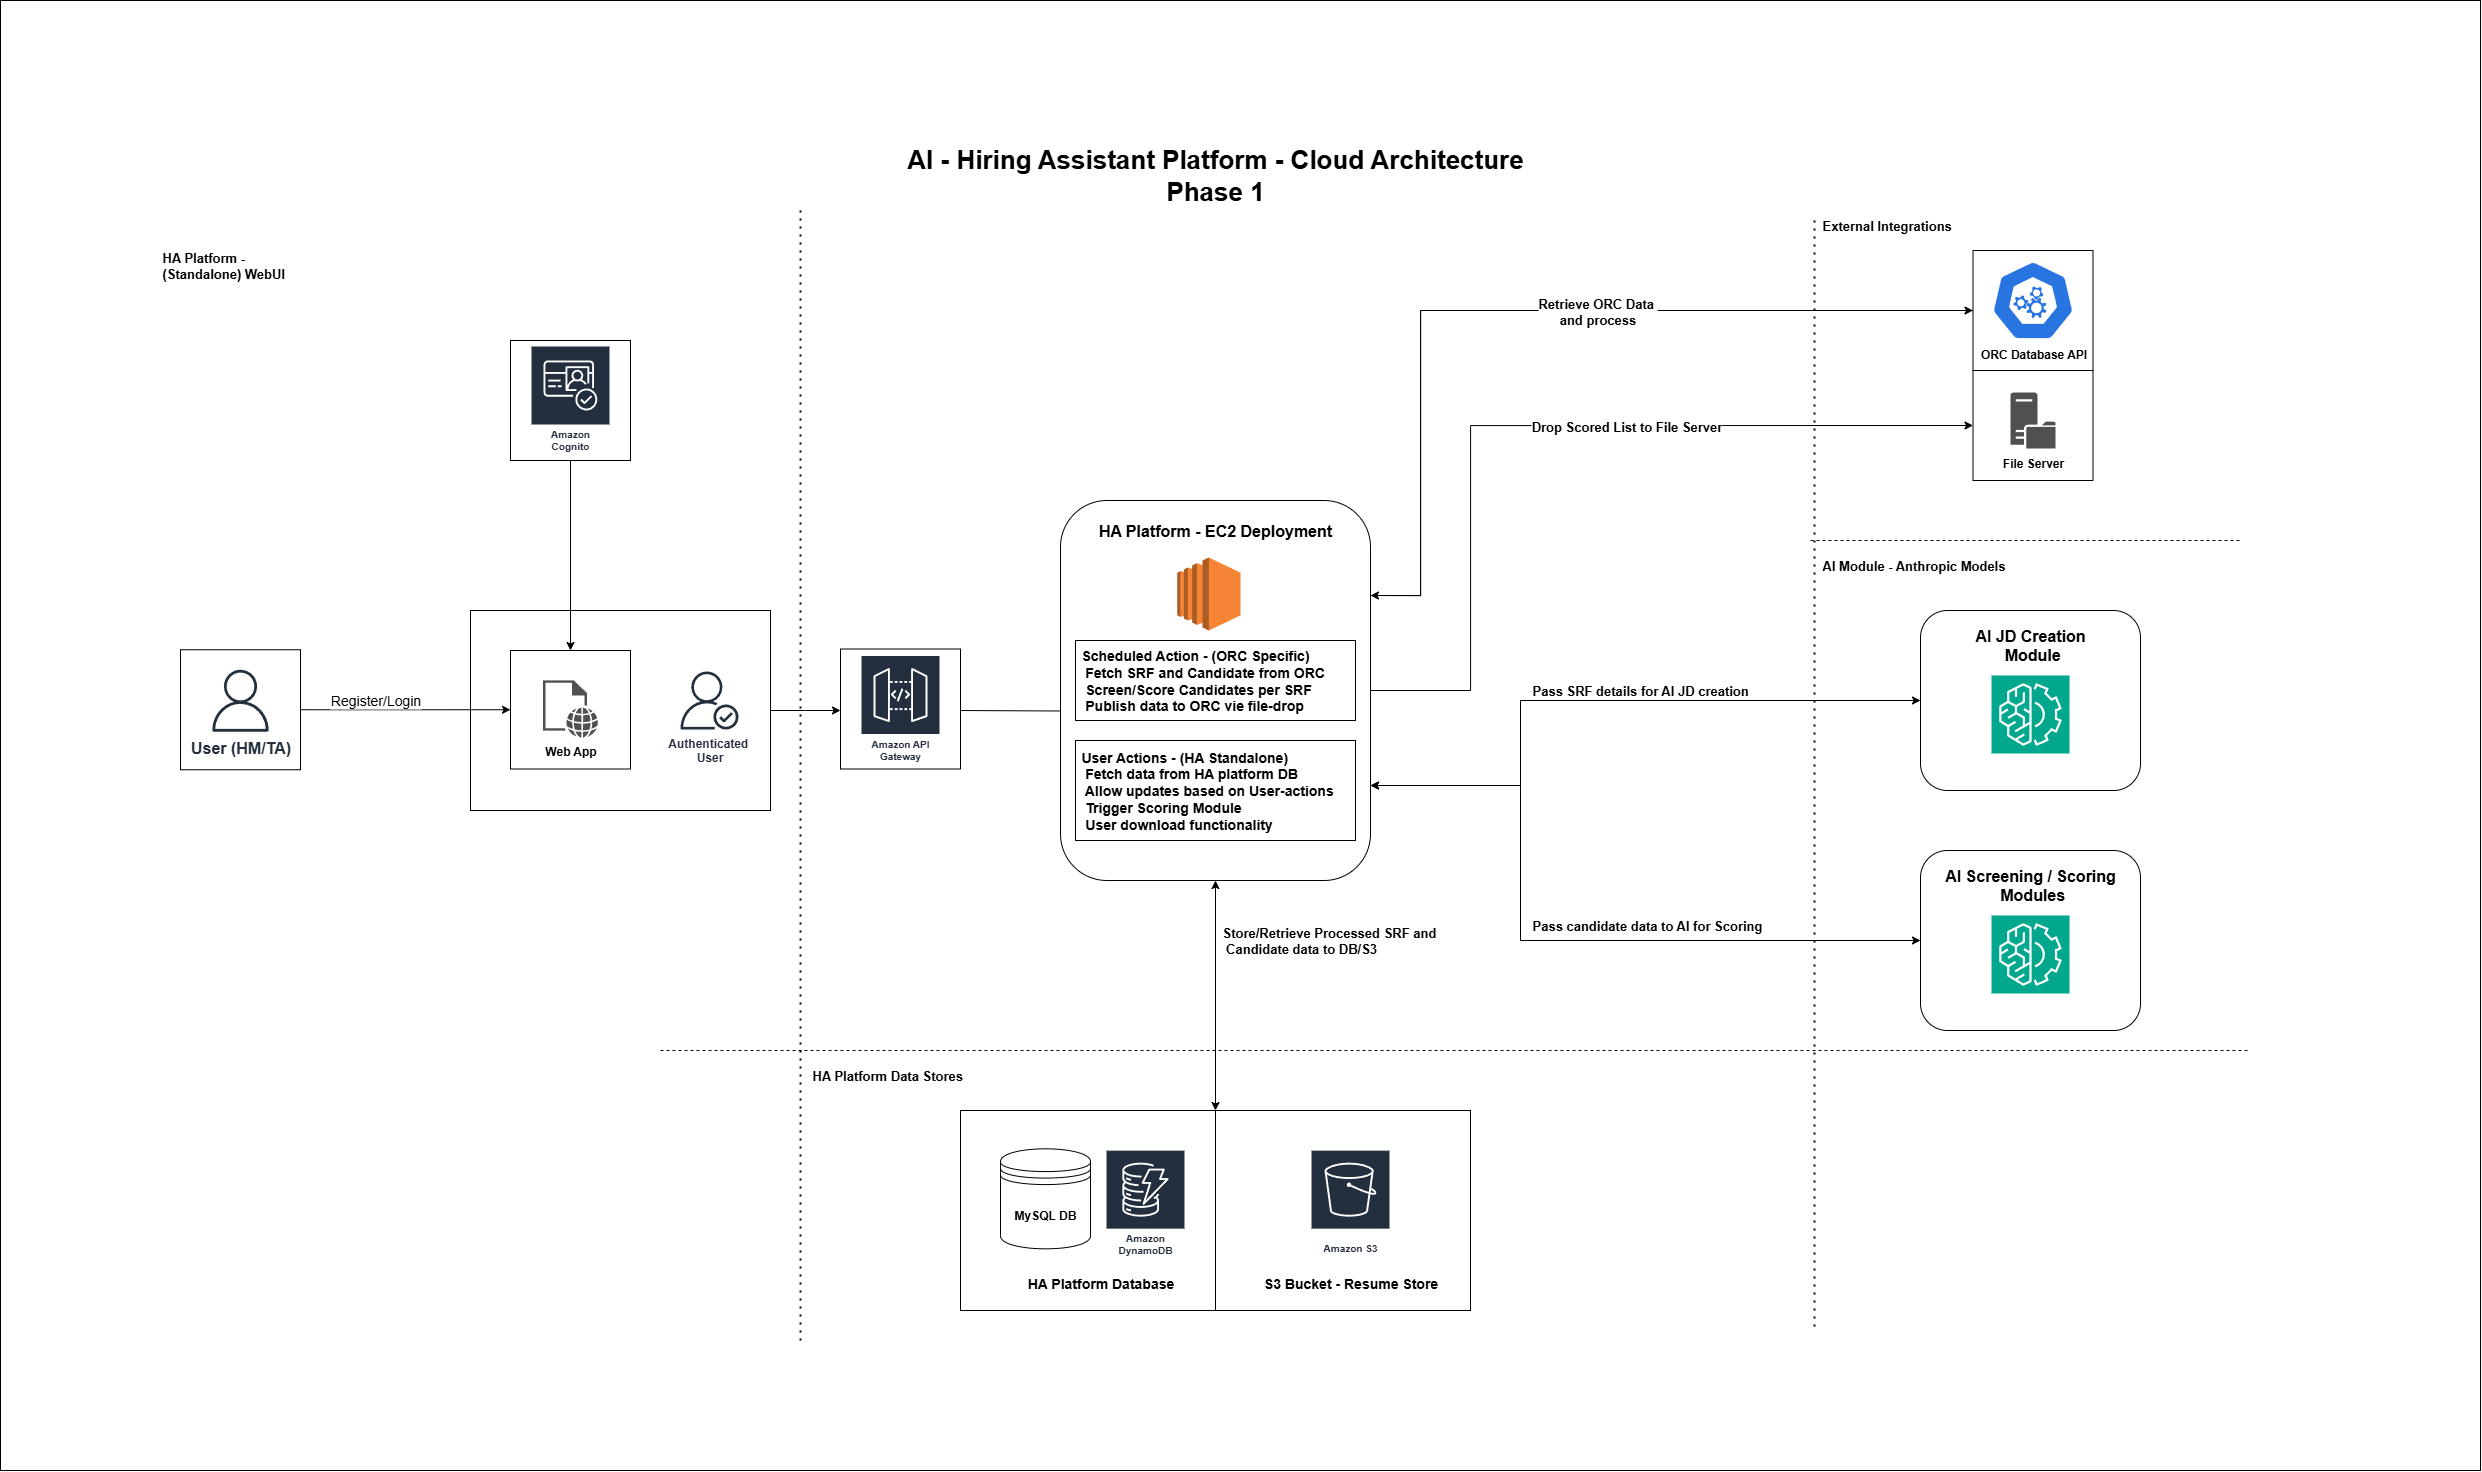 AI - Hiring Assistant Platform - Cloud Architecture
Phase 1
HA Platform -
(Standalone) WebUI
External Integrations
Retrieve ORC Data
and process
ORC Database API
Drop Scored List to File Server
File Server
Amazon
Cognito
HA Platform - EC2 Deployment
AI Module - Anthropic Models
Scheduled Action - (ORC Specific)
Fetch SRF and Candidate from ORC
Screen/Score Candidates per SRF
Publish data to ORC vie file-drop
User Actions - (HA Standalone)
Fetch data from HA platform DB
Allow updates based on User-actions
Trigger Scoring Module
User download functionality
AI JD Creation
Module
Pass SRF details for AI JD creation
Register/Login
User (HM/TA)
Web App
Authenticated
User
Amazon API
Gateway
AI Screening / Scoring
Modules
Pass candidate data to AI for Scoring
Store/Retrieve Processed SRF and
Candidate data to DB/S3
HA Platform Data Stores
MySQL DB
Amazon
DynamoDB
Amazon S3
HA Platform Database
S3 Bucket - Resume Store